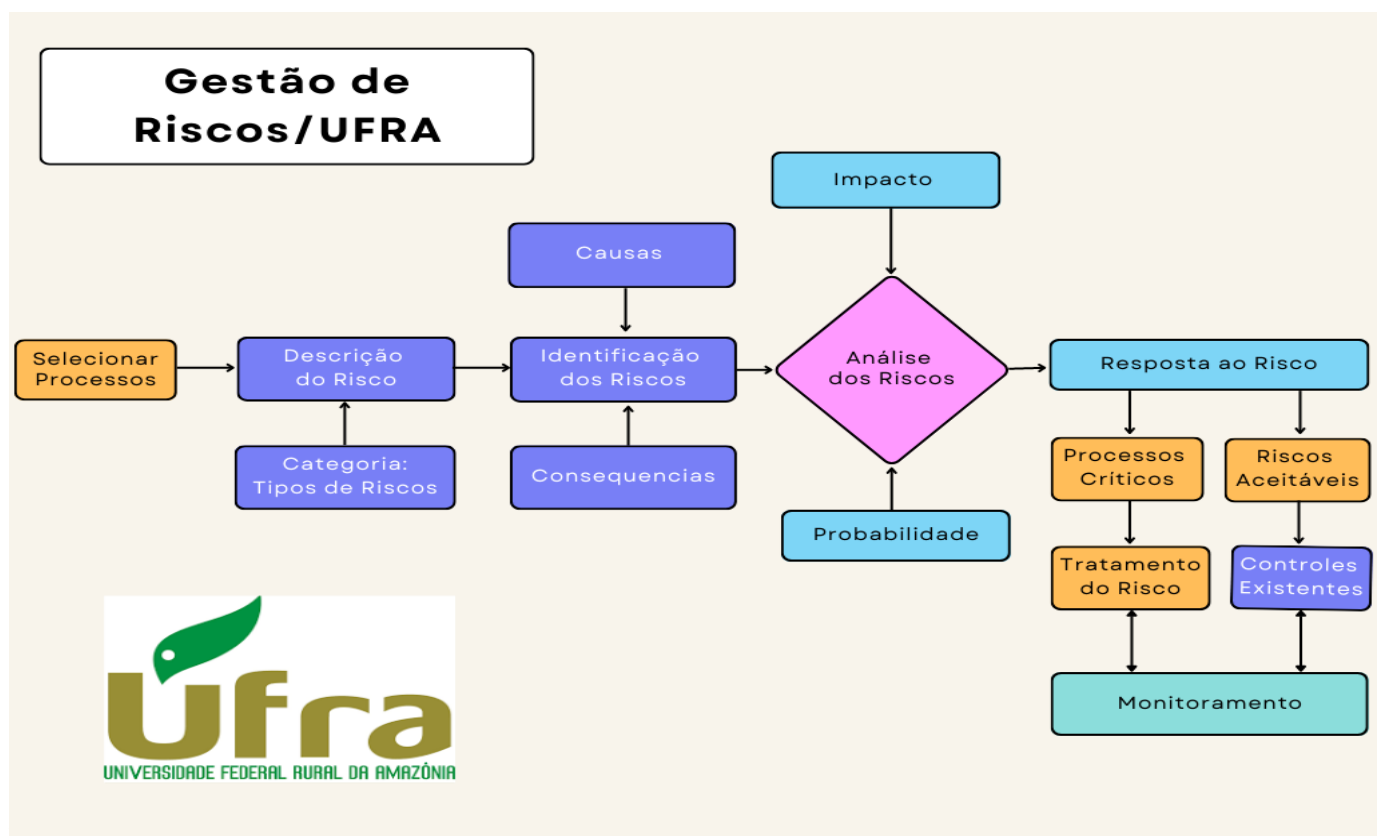 Gestão de
Riscos/UFRA
Impacto
Causas
Selecionar
Processos
Descrição
do Risco
Identificação
dos Riscos
Análise
dos Riscos
Resposta ao Risco
Categoria:
Tipos de Riscos
Consequencias
Probabilidade
Processos
Críticos
Riscos
Aceitáveis
Tratamento
do Risco
Controles
Existentes
Monitoramento
Ufra
UNIVERSIDADE FEDERAL RURAL DA AMAZÔNIA